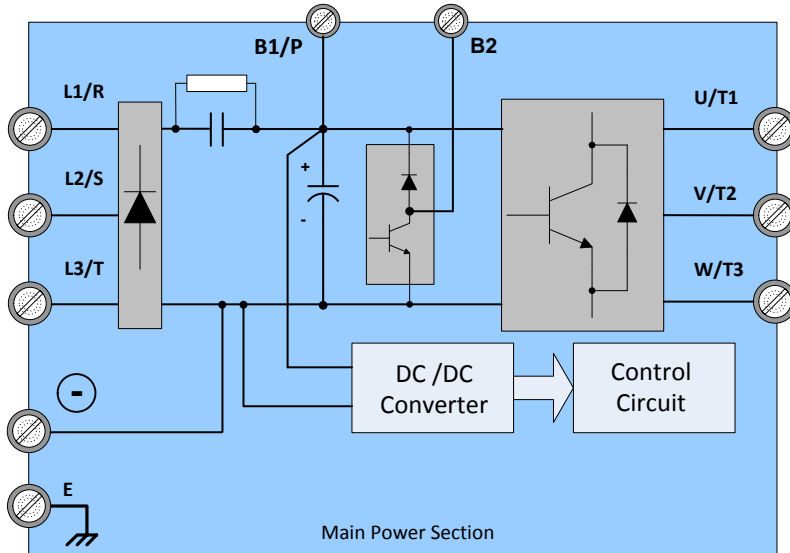 B1/P
B2
L1/R
U/T1
L2/S
V/T2
+
-
L3/T
W/T3
-
DC /DC
Converter
Control
Circuit
E
Main Power Section